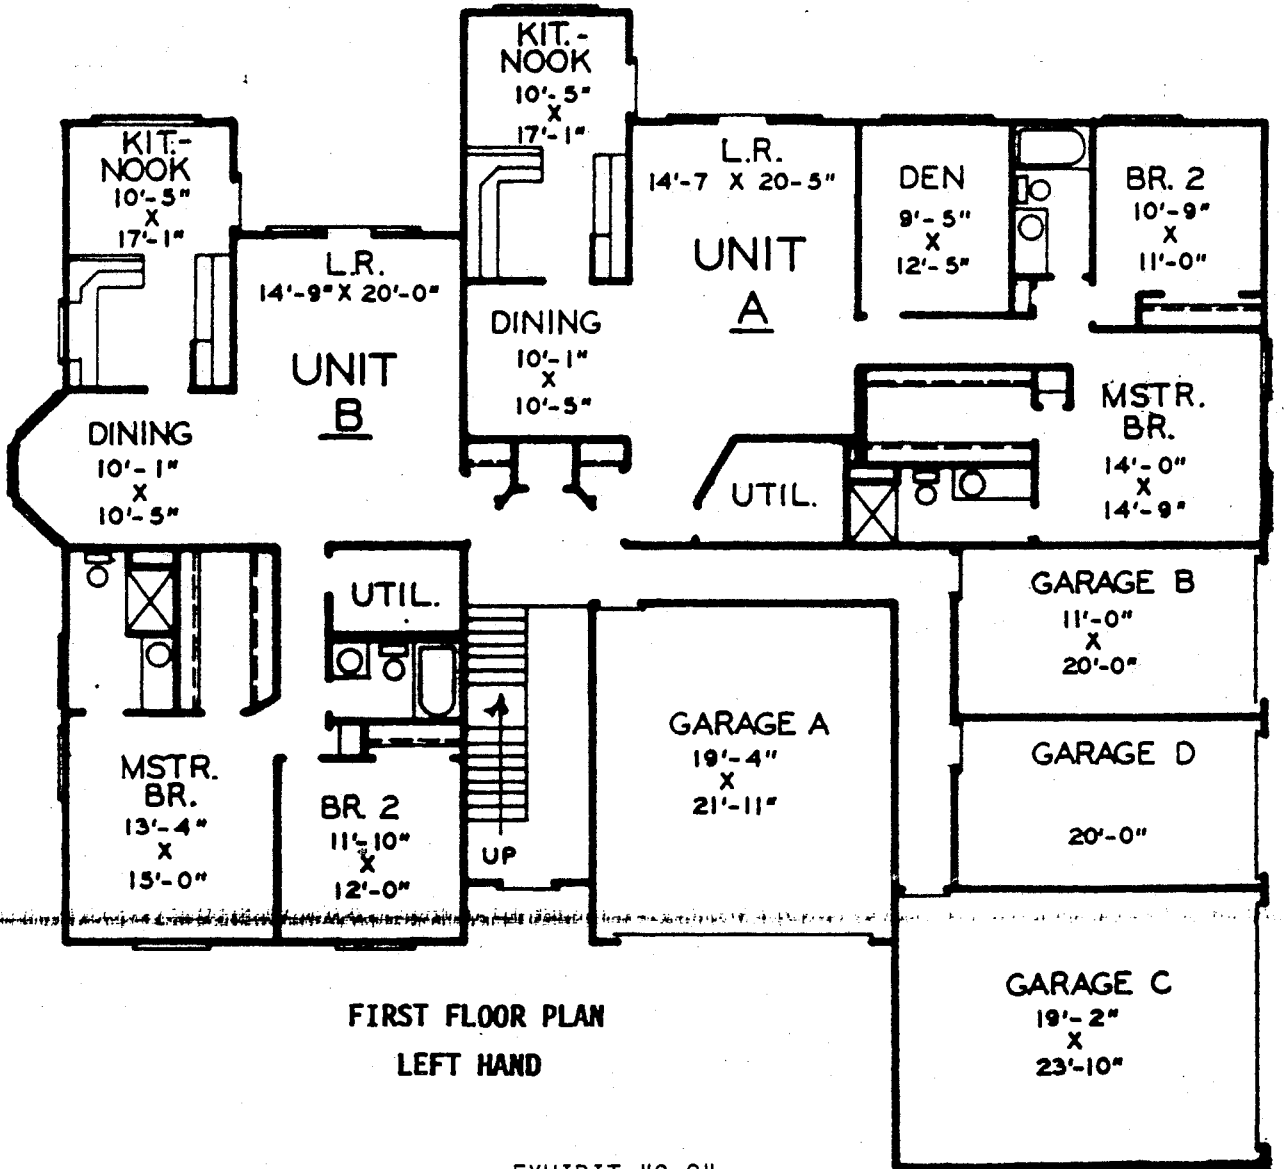 KIT.-
NOOK
10'-5"
X
17'-1"
KIT.-
NOOK
10'-5"
X
17'-1"
L.R.
14'-7 X 20-5"
DEN
9'-5"
X
12'-5"
BR. 2
10'-9"
X
11'-0"
UNIT
A
L.R.
14'-9" X 20'-0"
UNIT
B
DINING
10'-1"
X
10'-5"
DINING
10'-1"
X
10'-5"
MSTR.
BR.
14'-0"
X
14'-9"
UTIL.
UTIL.
GARAGE B
11'-0"
X
20'-0"
GARAGE A
19'-4"
X
21'-11"
GARAGE D
20'-0"
MSTR.
BR.
13'-4"
X
15'-0"
BR. 2
11'-10"
X
12'-0"
UP
GARAGE C
19'-2"
X
23'-10"
FIRST FLOOR PLAN
LEFT HAND
EXHIBIT